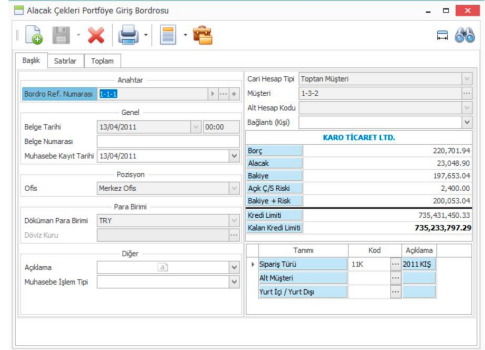 Alacak Çekleri Portföye Giriş Bordrosu
Başlık Satırlar Toplam
Anahtar
Bordro Ref. Numarası 1-1-1
Genel
Belge Tarihi 13/04/2011 00:00
Belge Numarası
Muhasebe Kayıt Tarihi 13/04/2011
Pozisyon
Ofis Merkez Ofis
Para Birimi
Döküman Para Birimi TRY
Döviz Kuru
Diğer
Açıklama
Muhasebe İşlem Tipi
Cari Hesap Tipi Toptan Müşteri
Müşteri 1-3-2
Alt Hesap Kodu
Bağlantı (Kişi)
KARO TİCARET LTD.
Borç 220,701.94
Alacak 23,048.90
Bakiye 197,653.04
Açık Ç/S Riski 2,400.00
Bakiye + Risk 200,053.04
Kredi Limiti 735,431,450.33
Kalan Kredi Limiti 735,233,797.29
Tanımı Kod Açıklama
Sipariş Türü 11K 2011 KIŞ
Alt Müşteri
Yurt İçi / Yurt Dışı